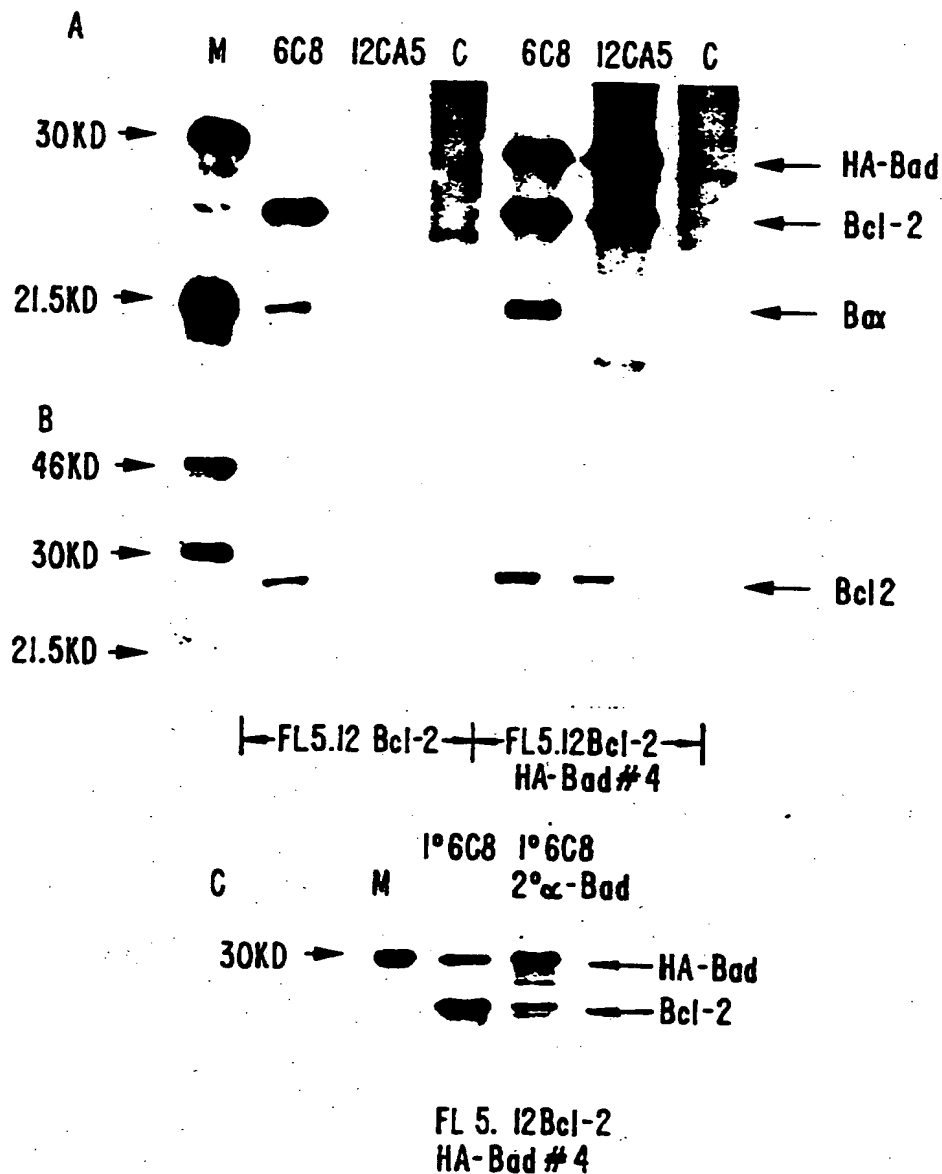 A
M 6C8 12CA5 C 6C8 12CA5 C
30KD
HA-Bad
Bcl-2
21.5KD
Bax
B
46KD
30KD
Bcl2
21.5KD
FL5.12 Bcl-2 FL5.12Bcl-2
HA-Bad#4
1°6C8 1°6C8
C M 2°α-Bad
30KD
HA-Bad
Bcl-2
FL 5. 12Bcl-2
HA-Bad#4